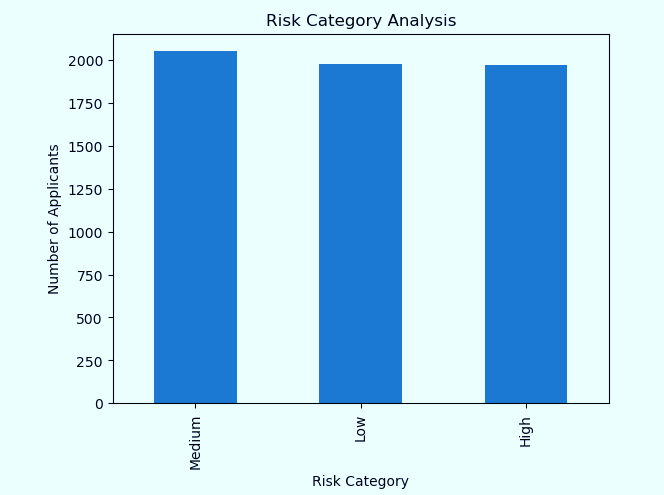 Risk Category Analysis
Number of Applicants
2000
1750
1500
1250
1000
750
500
250
0
Medium
Low
High
Risk Category